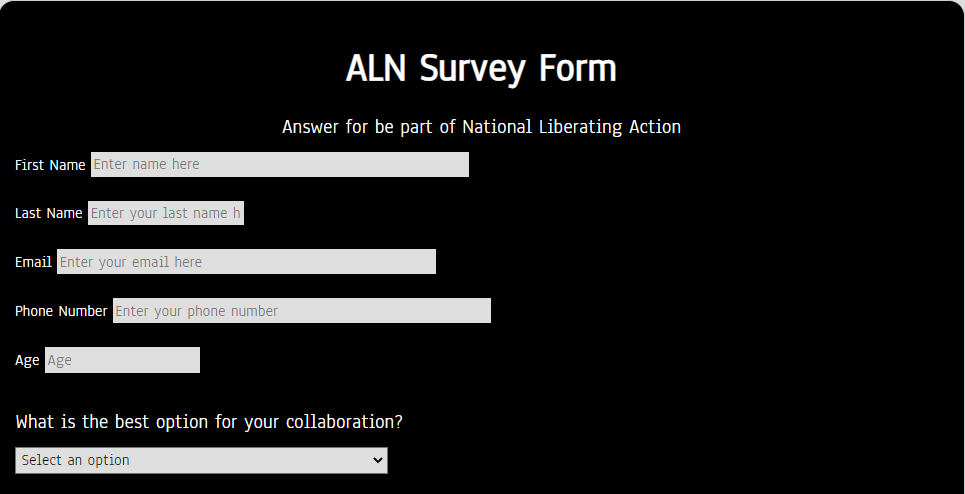 ALN Survey Form
Answer for be part of National Liberating Action
First Name Enter name here
Last Name Enter your last name h
Email Enter your email here
Phone Number Enter your phone number
Age Age
What is the best option for your collaboration?
Select an option